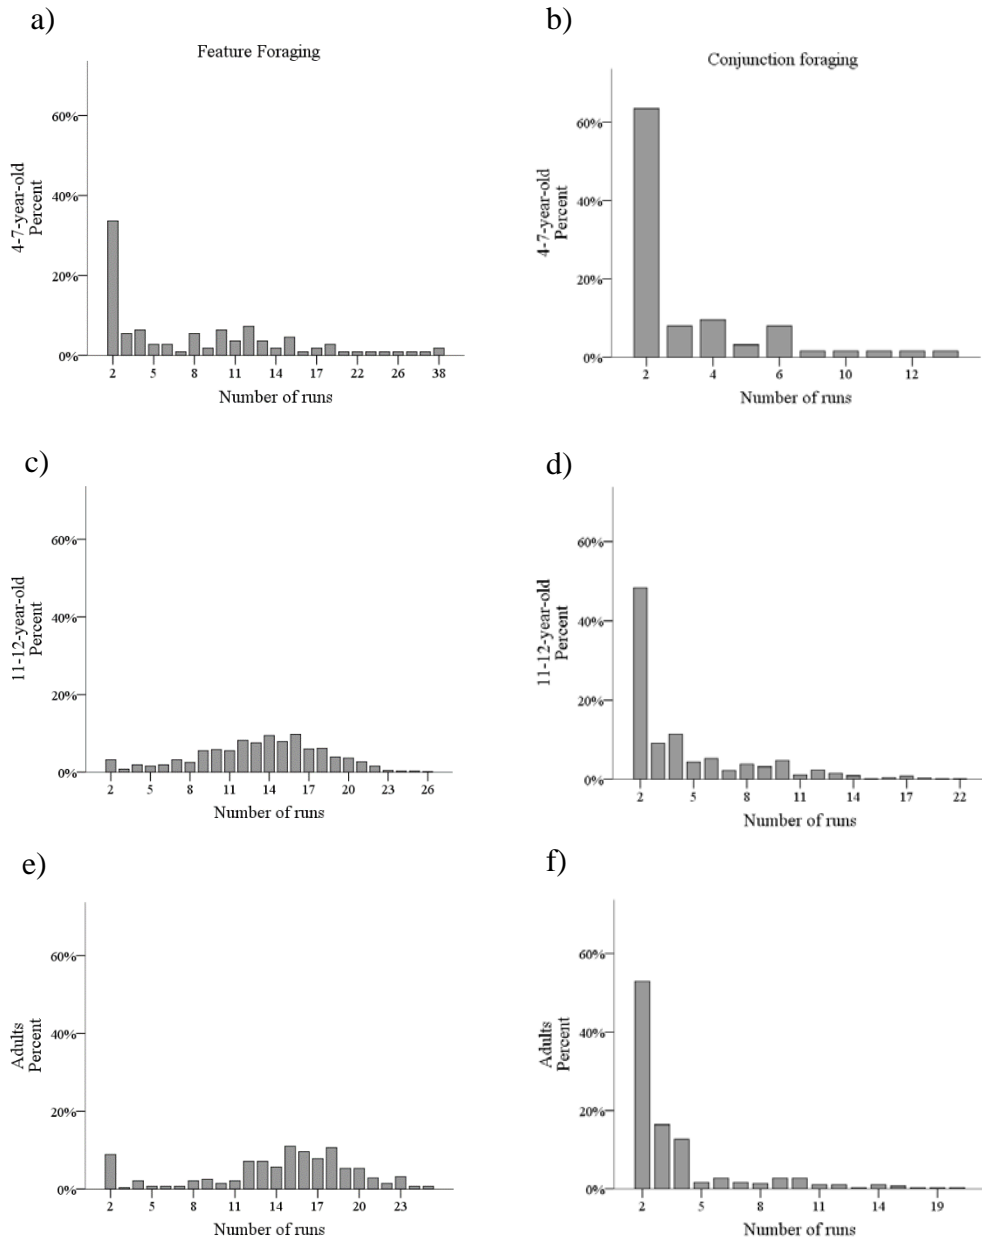 a)
Feature Foraging
4-7-year-old
Percent
60%
40%
20%
0%
2 5 8 11 14 17 22 26 38
Number of runs
b)
Conjunction foraging
4-7-year-old
Percent
60%
40%
20%
0%
2 4 6 10 12
Number of runs
c)
11-12-year-old
Percent
60%
40%
20%
0%
2 5 8 11 14 17 20 23 26
Number of runs
d)
11-12-year-old
Percent
60%
40%
20%
0%
2 5 8 11 14 17 22
Number of runs
e)
Adults
Percent
60%
40%
20%
0%
2 5 8 11 14 17 20 23
Number of runs
f)
Adults
Percent
60%
40%
20%
0%
2 5 8 11 14 19
Number of runs